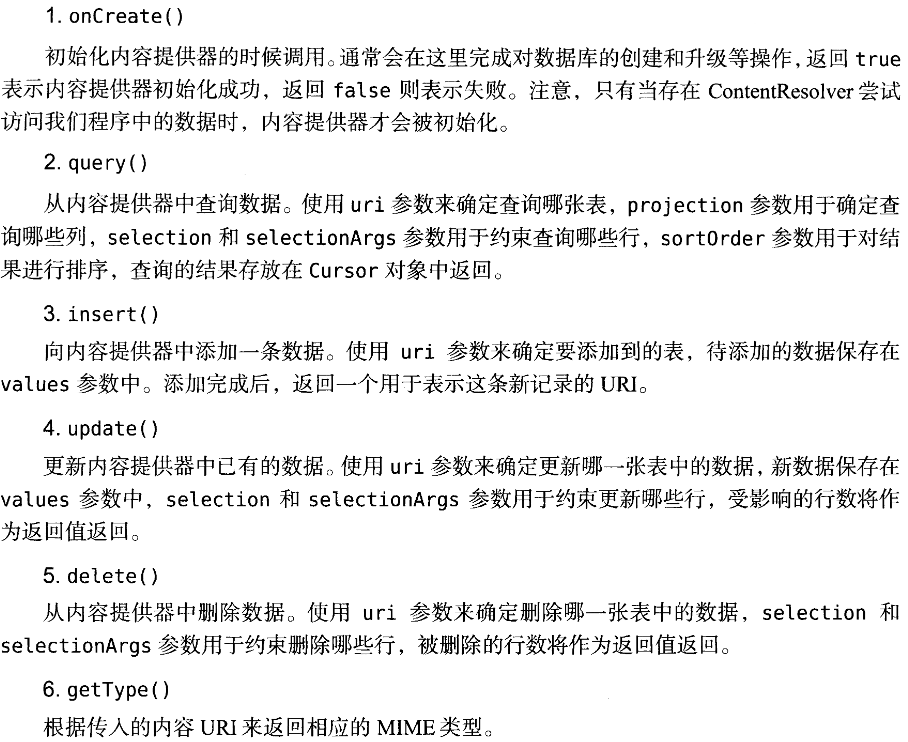 1. onCreate()
初始化内容提供器的时候调用。通常会在这里完成对数据库的创建和升级等操作，返回 true
表示内容提供器初始化成功，返回 false 则表示失败。注意，只有当存在 ContentResolver 尝试
访问我们程序中的数据时，内容提供器才会被初始化。
2. query()
从内容提供器中查询数据。使用 uri 参数来确定查询哪张表，projection 参数用于确定查
询哪些列，selection 和 selectionArgs 参数用于约束查询哪些行，sortOrder 参数用于对结
果进行排序，查询的结果存放在 Cursor 对象中返回。
3. insert()
向内容提供器中添加一条数据。使用 uri 参数来确定要添加到的表，待添加的数据保存在
values 参数中。添加完成后，返回一个用于表示这条新记录的 URI。
4. update()
更新内容提供器中已有的数据。使用 uri 参数来确定更新哪一张表中的数据，新数据保存在
values 参数中，selection 和 selectionArgs 参数用于约束更新哪些行，受影响的行数将作
为返回值返回。
5. delete()
从内容提供器中删除数据。使用 uri 参数来确定删除哪一张表中的数据，selection 和
selectionArgs 参数用于约束删除哪些行，被删除的行数将作为返回值返回。
6. getType()
根据传入的内容 URI 来返回相应的 MIME 类型。